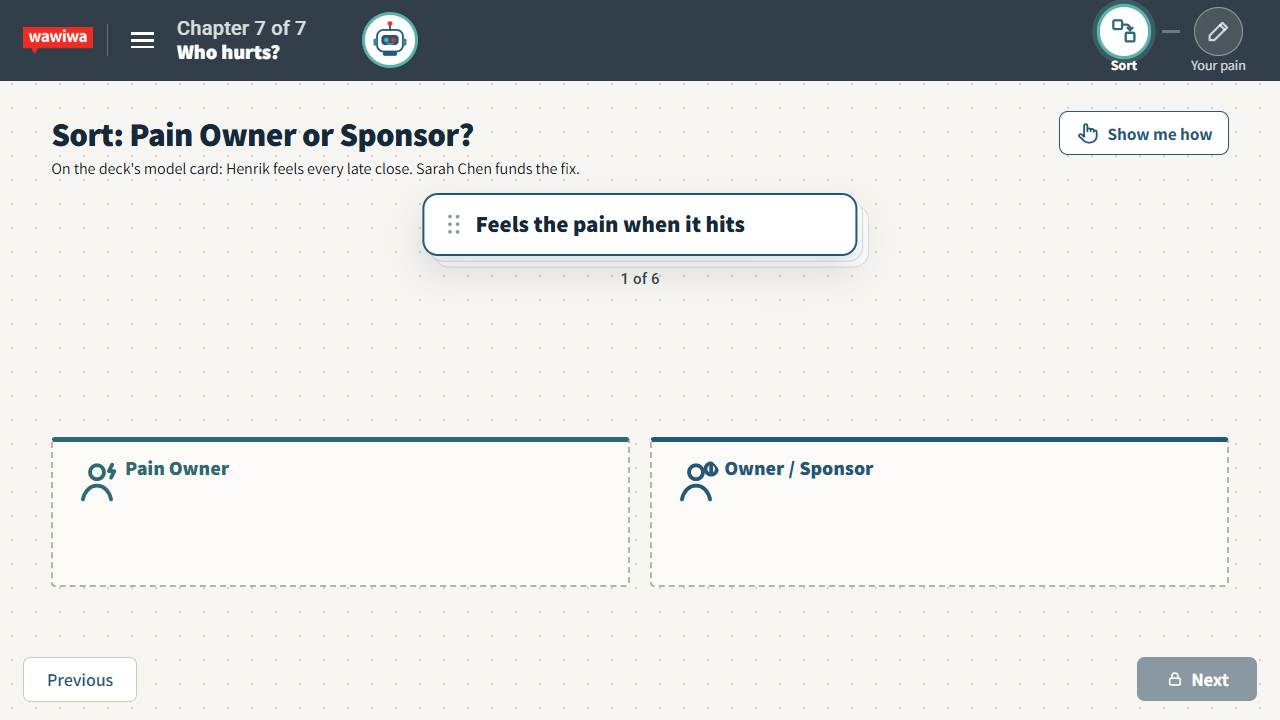 wawiwa
Chapter 7 of 7
Who hurts?
Sort
Your pain
Sort: Pain Owner or Sponsor?
Show me how
On the deck's model card: Henrik feels every late close. Sarah Chen funds the fix.
Feels the pain when it hits
1 of 6
Pain Owner
Owner / Sponsor
Previous
Next